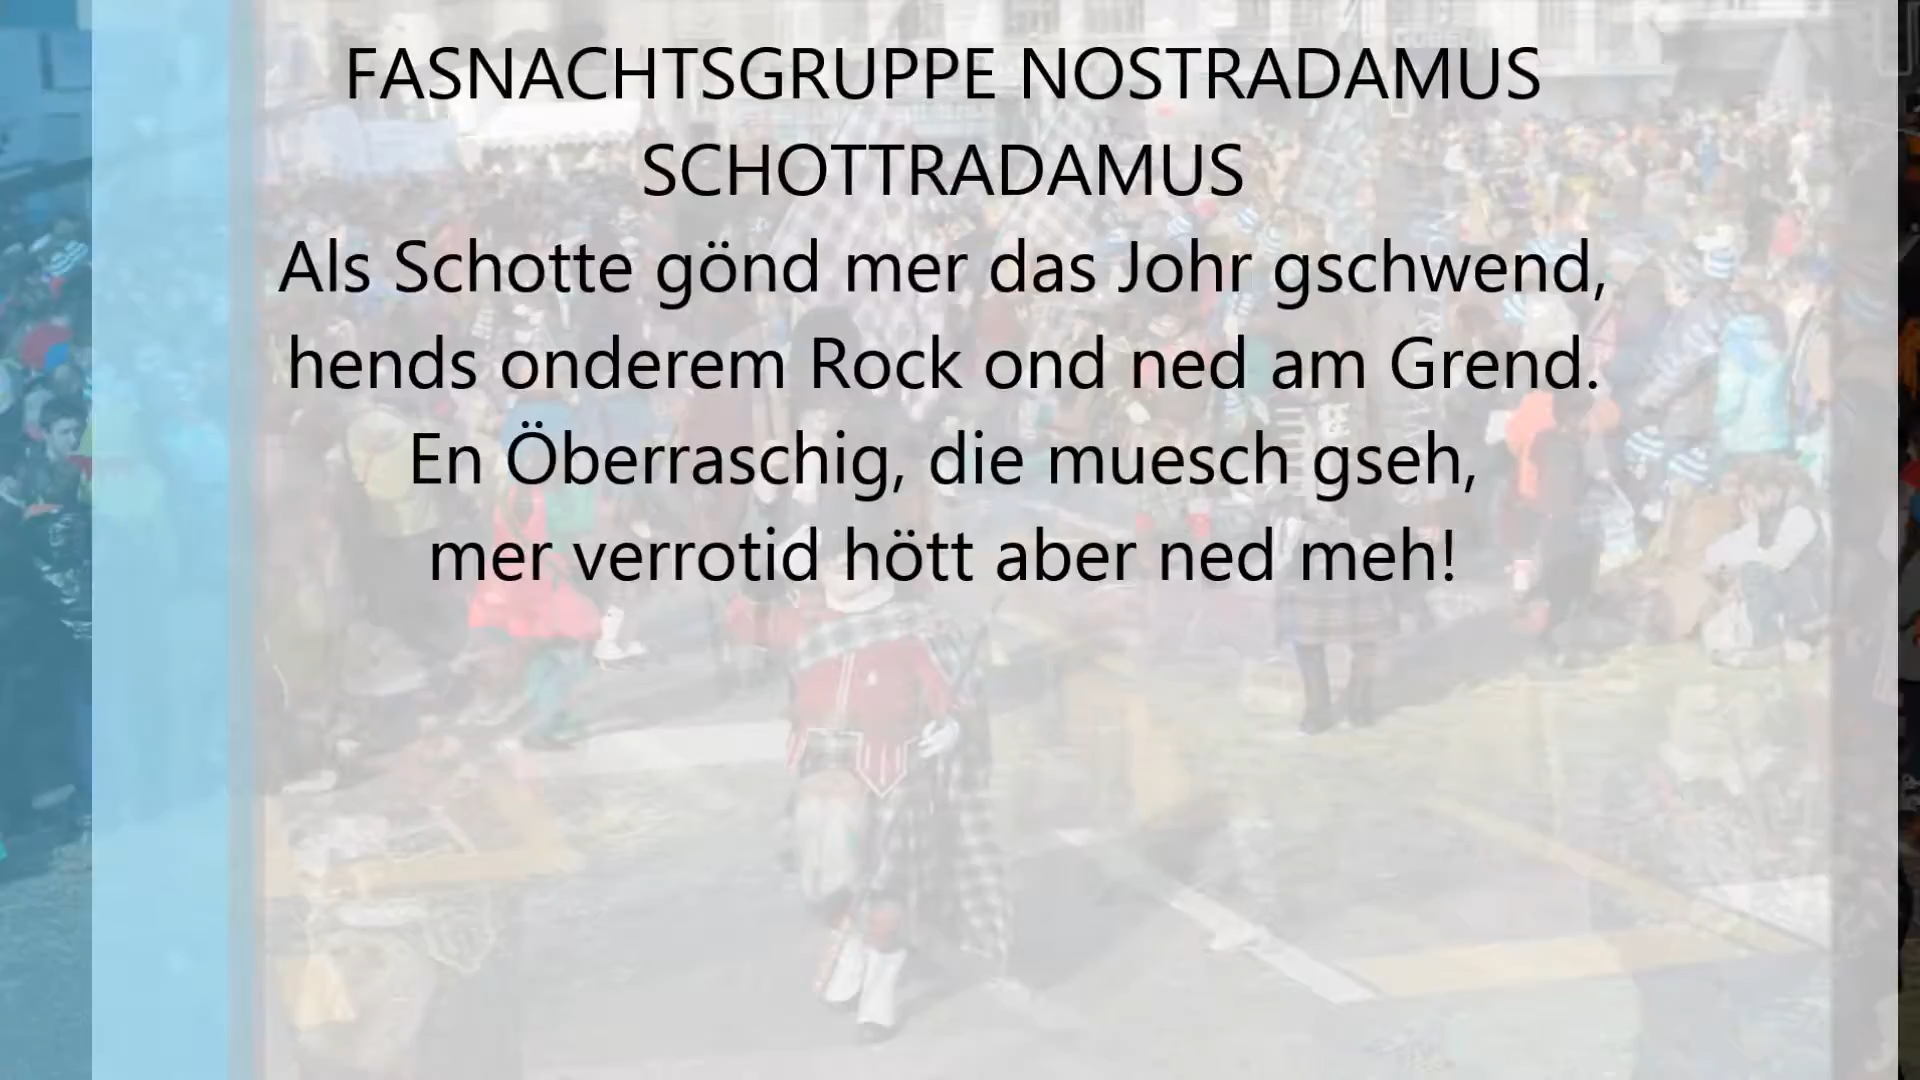 FASNACHTSGRUPPE NOSTRADAMUS
SCHOTTRADAMUS
Als Schotte gönd mer das Johr gschwend,
hends onderem Rock ond ned am Grend.
En Öberraschig, die muesch gseh,
mer verrotid hött aber ned meh!